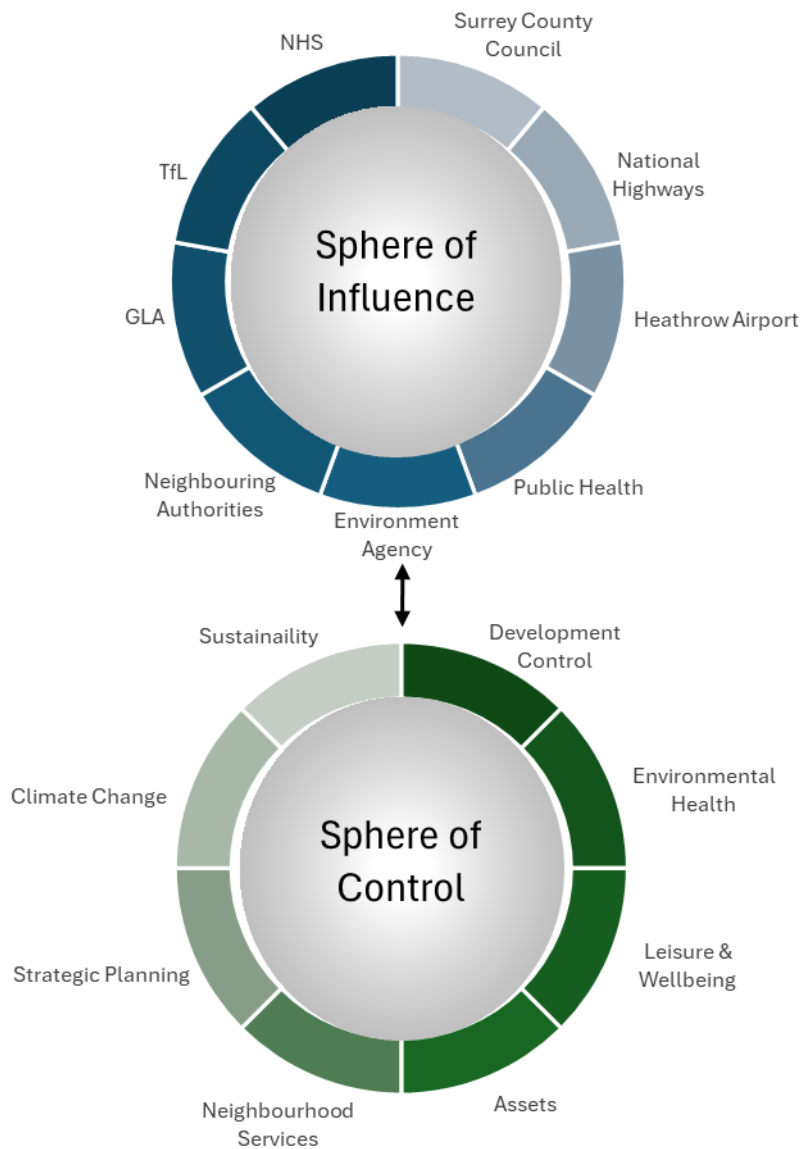 NHS
Surrey County
Council
TfL
National
Highways
Sphere of
Influence
GLA
Heathrow Airport
Neighbouring
Authorities
Public Health
Environment
Agency
Sustainaility
Development
Control
Climate Change
Environmental
Health
Sphere of
Control
Strategic Planning
Leisure &
Wellbeing
Neighbourhood
Services
Assets